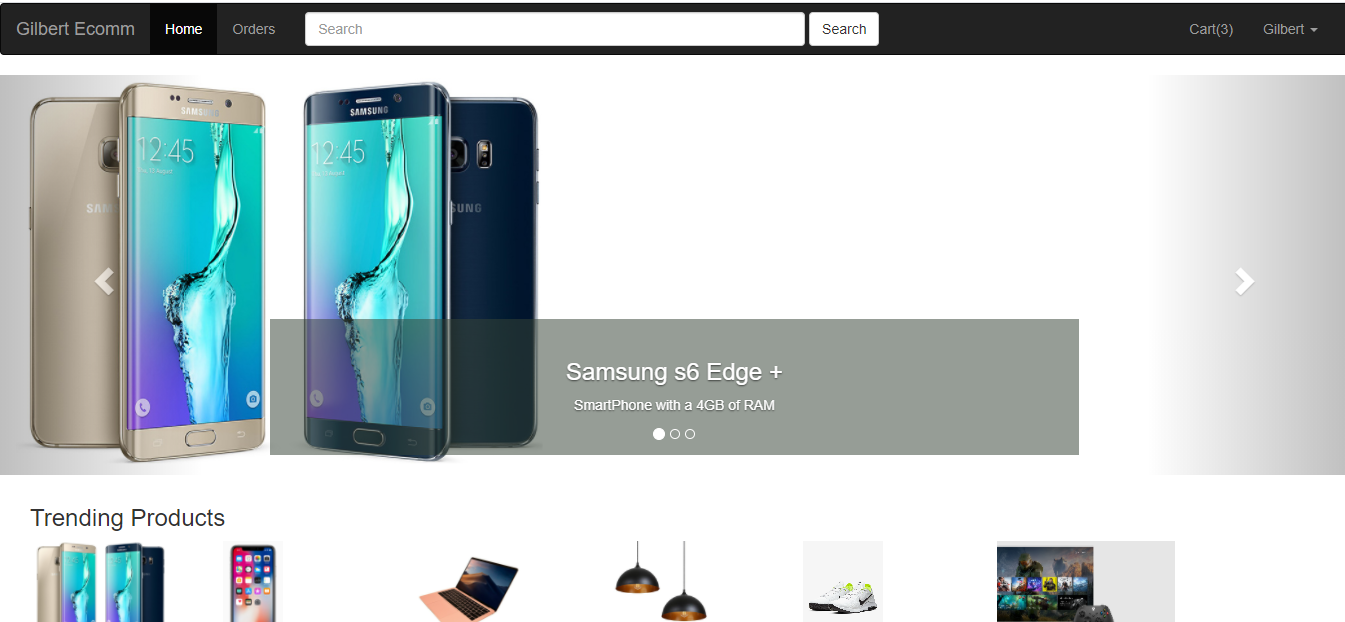 Gilbert Ecomm Home Orders Search Search Cart(3) Gilbert
SAMSUNG SAMSUNG
12:45 12:45
Samsung s6 Edge +
SmartPhone with a 4GB of RAM
Trending Products